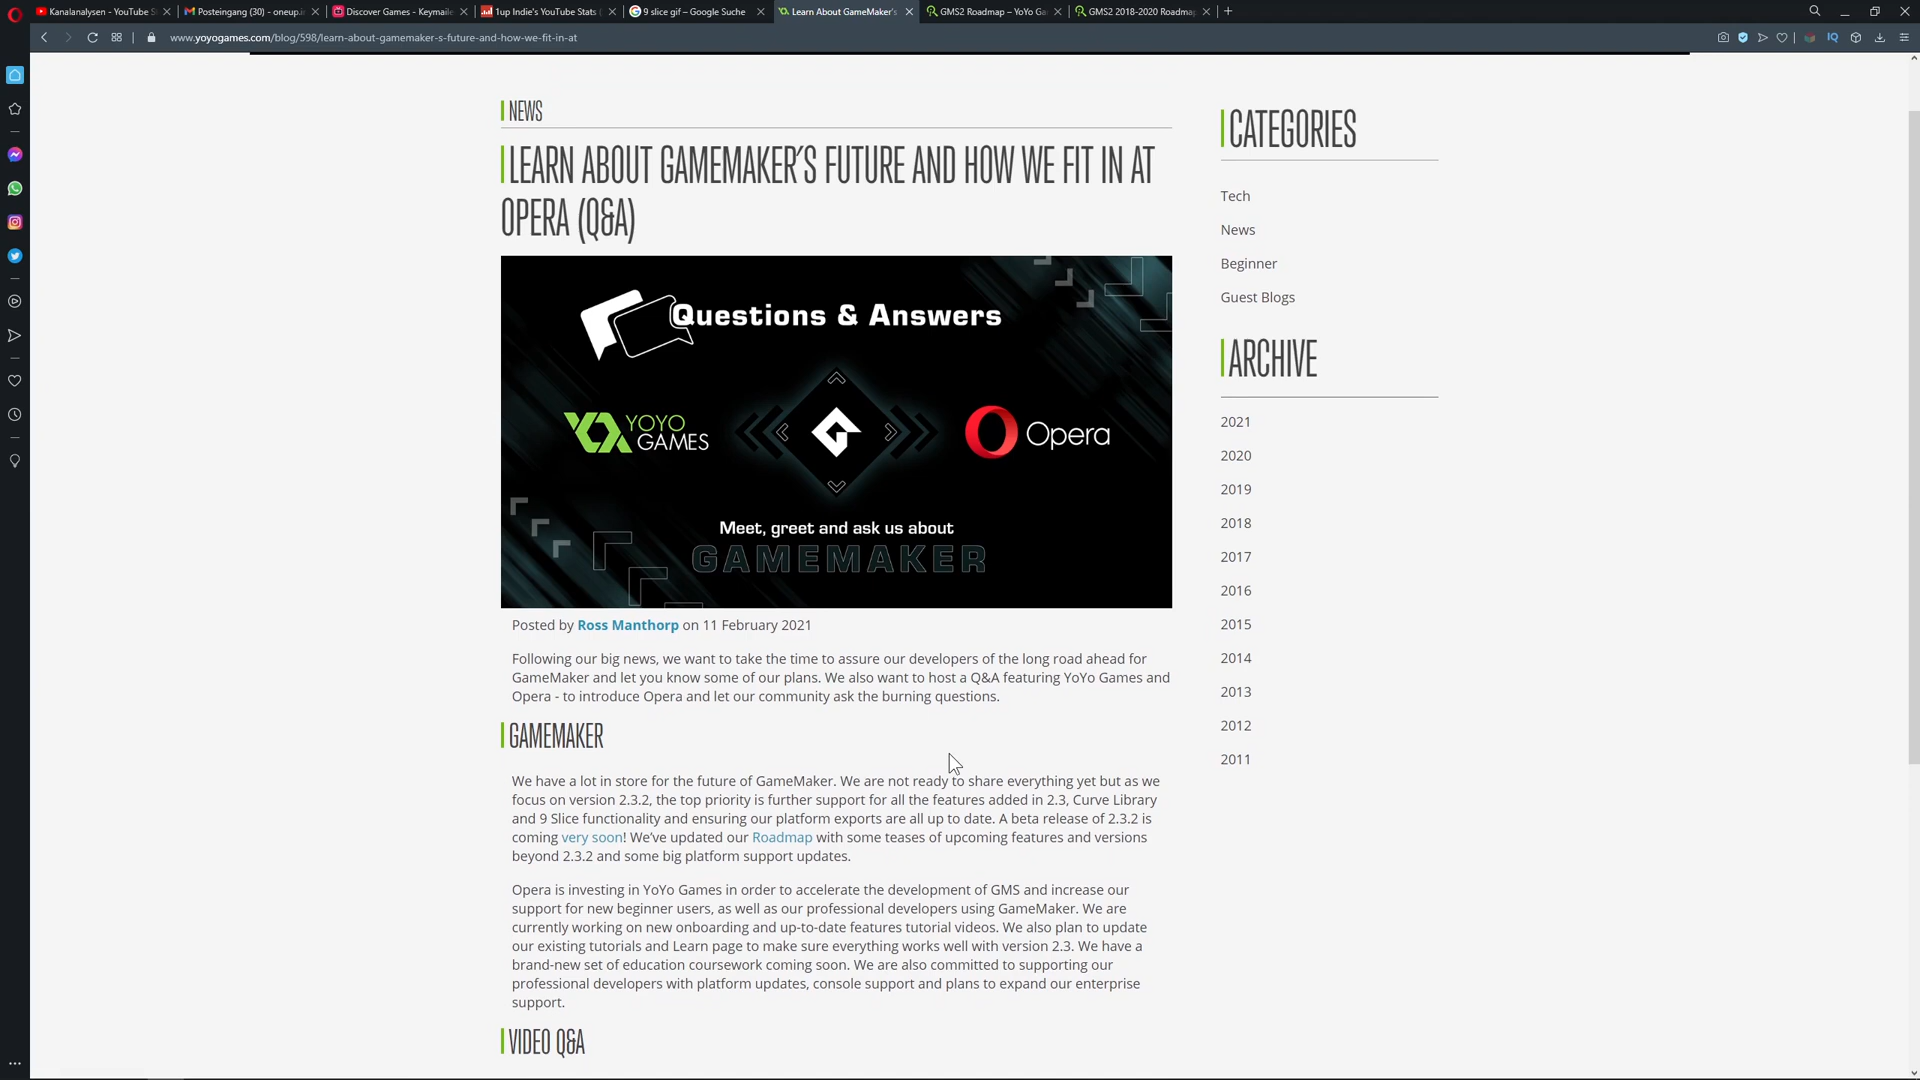 Kanalanalysen - YouTube S
Posteingang (30) - oneup.i
Discover Games - Keymaile
1up Indie's YouTube Stats (
9 slice gif – Google Suche
Learn About GameMaker's
GMS2 Roadmap – YoYo Ga
GMS2 2018-2020 Roadma
www.yoyogames.com/blog/598/learn-about-gamemaker-s-future-and-how-we-fit-in-at
NEWS
LEARN ABOUT GAMEMAKER'S FUTURE AND HOW WE FIT IN AT
OPERA (Q&A)
Questions & Answers
YOYO
GAMES
Opera
Meet, greet and ask us about
GAMEMAKER
Posted by Ross Manthorp on 11 February 2021
Following our big news, we want to take the time to assure our developers of the long road ahead for
GameMaker and let you know some of our plans. We also want to host a Q&A featuring YoYo Games and
Opera - to introduce Opera and let our community ask the burning questions.
GAMEMAKER
We have a lot in store for the future of GameMaker. We are not ready to share everything yet but as we
focus on version 2.3.2, the top priority is further support for all the features added in 2.3, Curve Library
and 9 Slice functionality and ensuring our platform exports are all up to date. A beta release of 2.3.2 is
coming very soon! We've updated our Roadmap with some teases of upcoming features and versions
beyond 2.3.2 and some big platform support updates.
Opera is investing in YoYo Games in order to accelerate the development of GMS and increase our
support for new beginner users, as well as our professional developers using GameMaker. We are
currently working on new onboarding and up-to-date features tutorial videos. We also plan to update
our existing tutorials and Learn page to make sure everything works well with version 2.3. We have a
brand-new set of education coursework coming soon. We are also committed to supporting our
professional developers with platform updates, console support and plans to expand our enterprise
support.
VIDEO Q&A
CATEGORIES
Tech
News
Beginner
Guest Blogs
ARCHIVE
2021
2020
2019
2018
2017
2016
2015
2014
2013
2012
2011